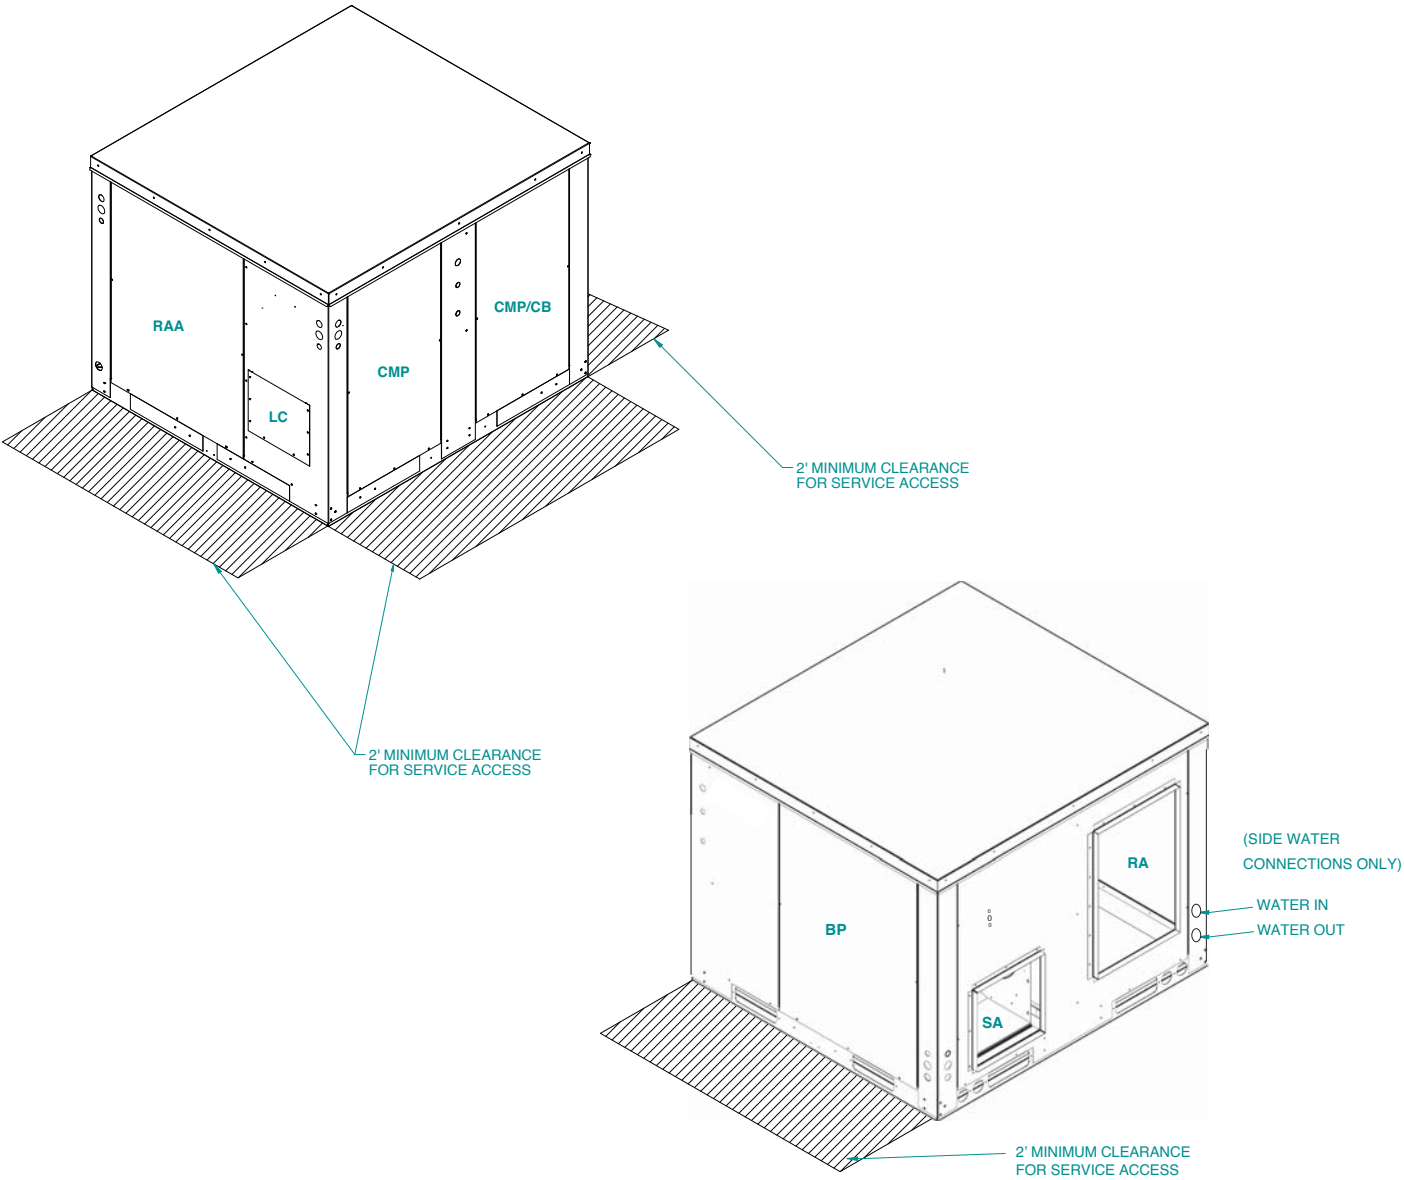 RAA
LC
CMP
CMP/CB
2' MINIMUM CLEARANCE
FOR SERVICE ACCESS
2' MINIMUM CLEARANCE
FOR SERVICE ACCESS
BP
SA
RA
(SIDE WATER
CONNECTIONS ONLY)
WATER IN
WATER OUT
2' MINIMUM CLEARANCE
FOR SERVICE ACCESS